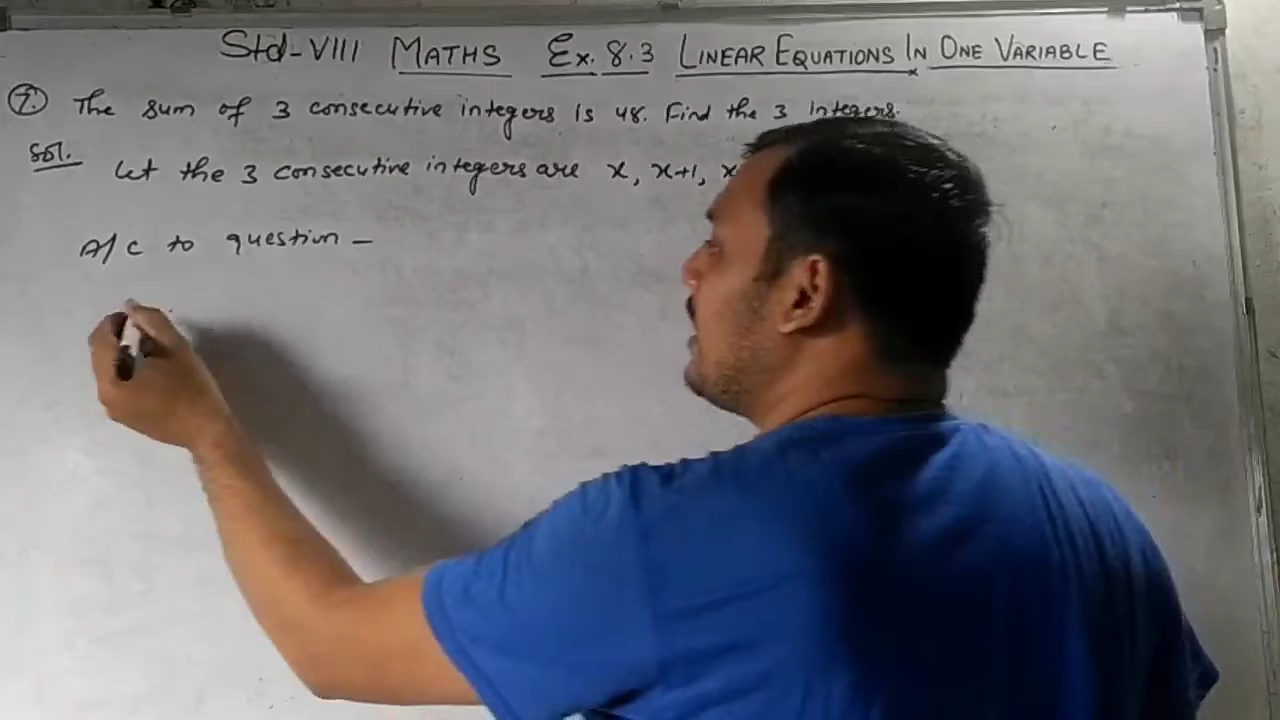 Std-VIII MATHS Ex. 8.3 LINEAR EQUATIONS IN ONE VARIABLE
7. The sum of 3 consecutive integers is 48. Find the 3 integers.
Sol. Let the 3 consecutive integers are x, x+1, x
A/c to question –